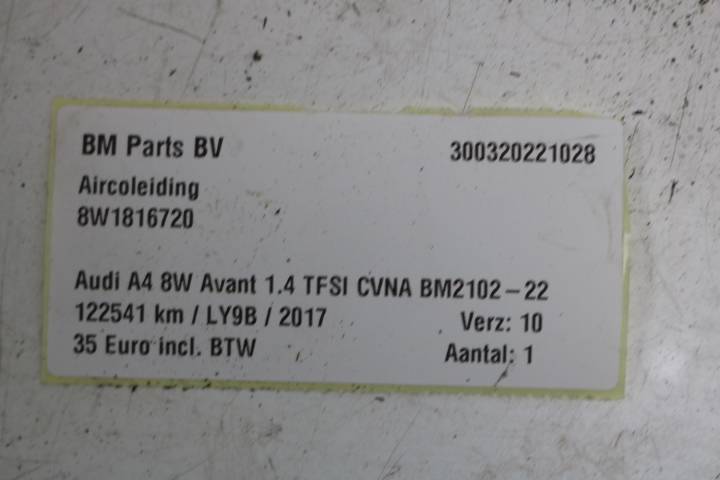 BM Parts BV 300320221028
Aircoleiding
8W1816720
Audi A4 8W Avant 1.4 TFSI CVNA BM2102-22
122541 km / LY9B / 2017 Verz: 10
35 Euro incl. BTW Aantal: 1